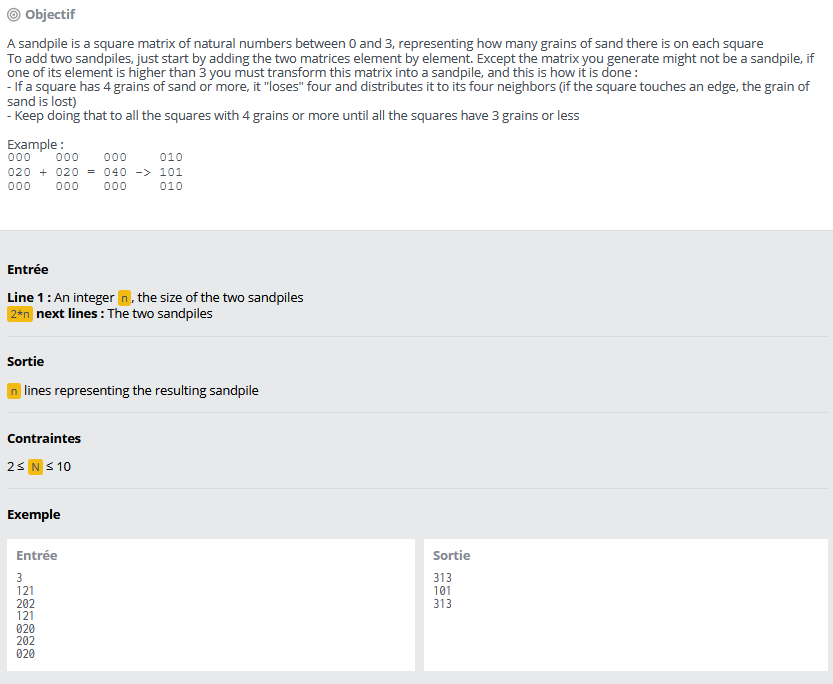 Objectif
A sandpile is a square matrix of natural numbers between 0 and 3, representing how many grains of sand there is on each square
To add two sandpiles, just start by adding the two matrices element by element. Except the matrix you generate might not be a sandpile, if
one of its element is higher than 3 you must transform this matrix into a sandpile, and this is how it is done :
- If a square has 4 grains of sand or more, it "loses" four and distributes it to its four neighbors (if the square touches an edge, the grain of
sand is lost)
- Keep doing that to all the squares with 4 grains or more until all the squares have 3 grains or less
Example :
000 000 000 010
020 + 020 = 040 -> 101
000 000 000 010
Entrée
Line 1 : An integer n, the size of the two sandpiles
2*n next lines : The two sandpiles
Sortie
n lines representing the resulting sandpile
Contraintes
2 ≤ N ≤ 10
Exemple
Entrée
3
121
202
121
020
202
020
Sortie
313
101
313